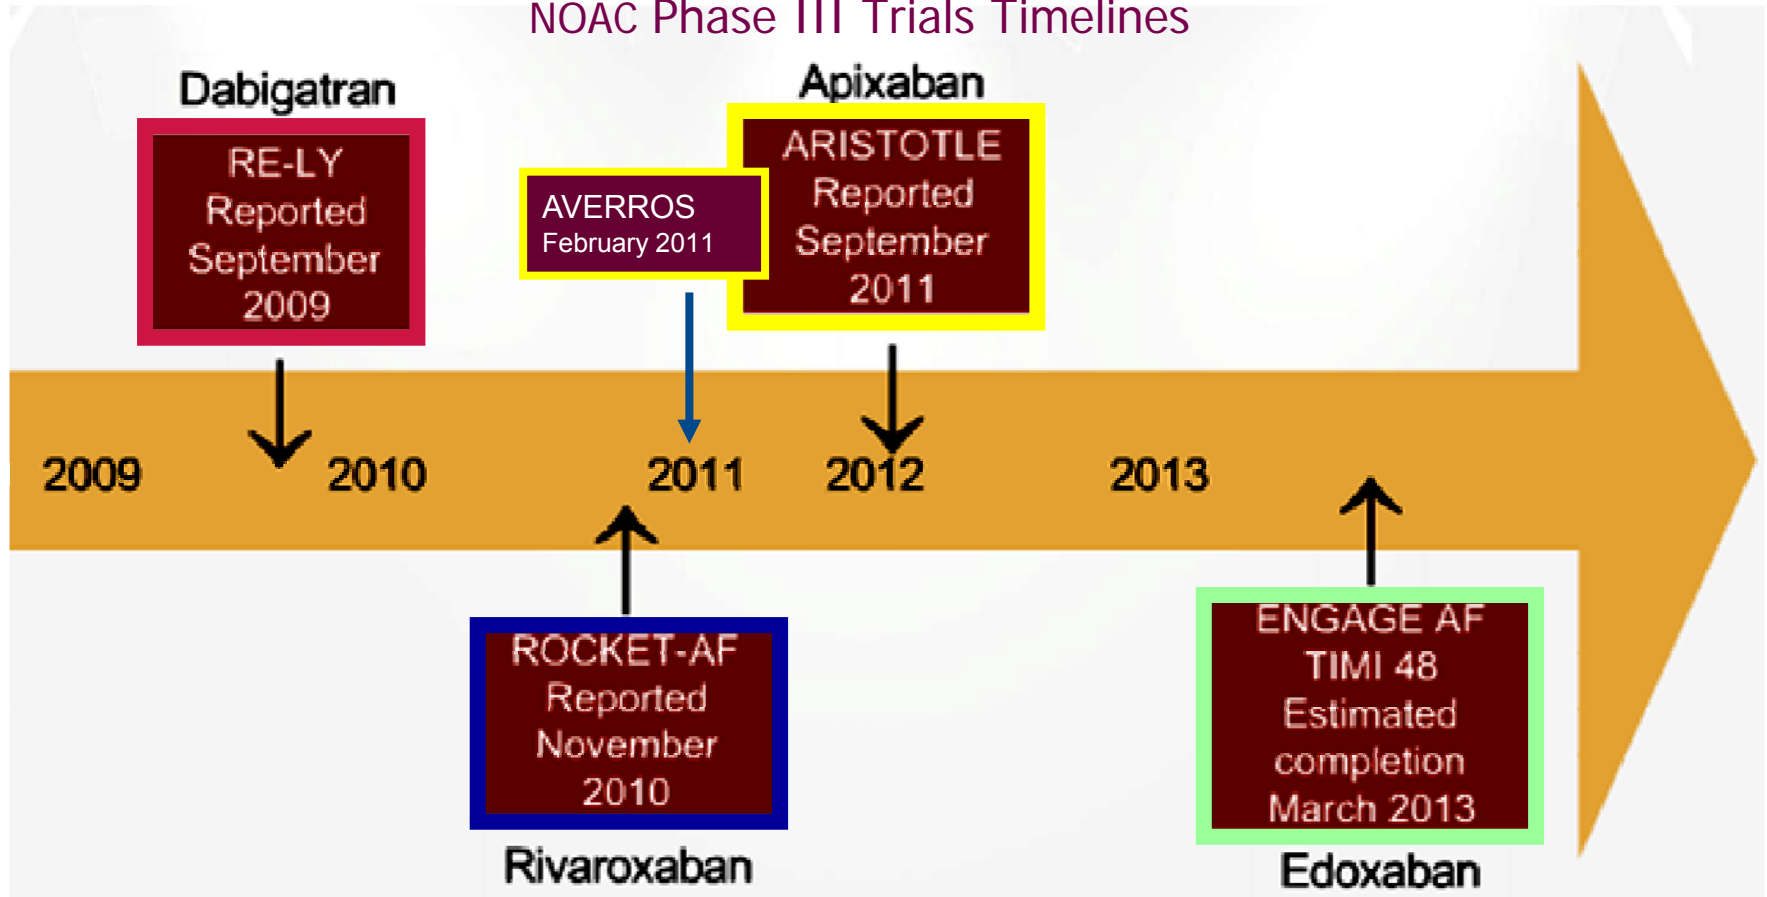 NOAC Phase III Trials Timelines
Dabigatran
RE-LY
Reported
September
2009
AVERROS
February 2011
Apixaban
ARISTOTLE
Reported
September
2011
2009
2010
2011
2012
2013
ROCKET-AF
Reported
November
2010
Rivaroxaban
ENGAGE AF
TIMI 48
Estimated
completion
March 2013
Edoxaban